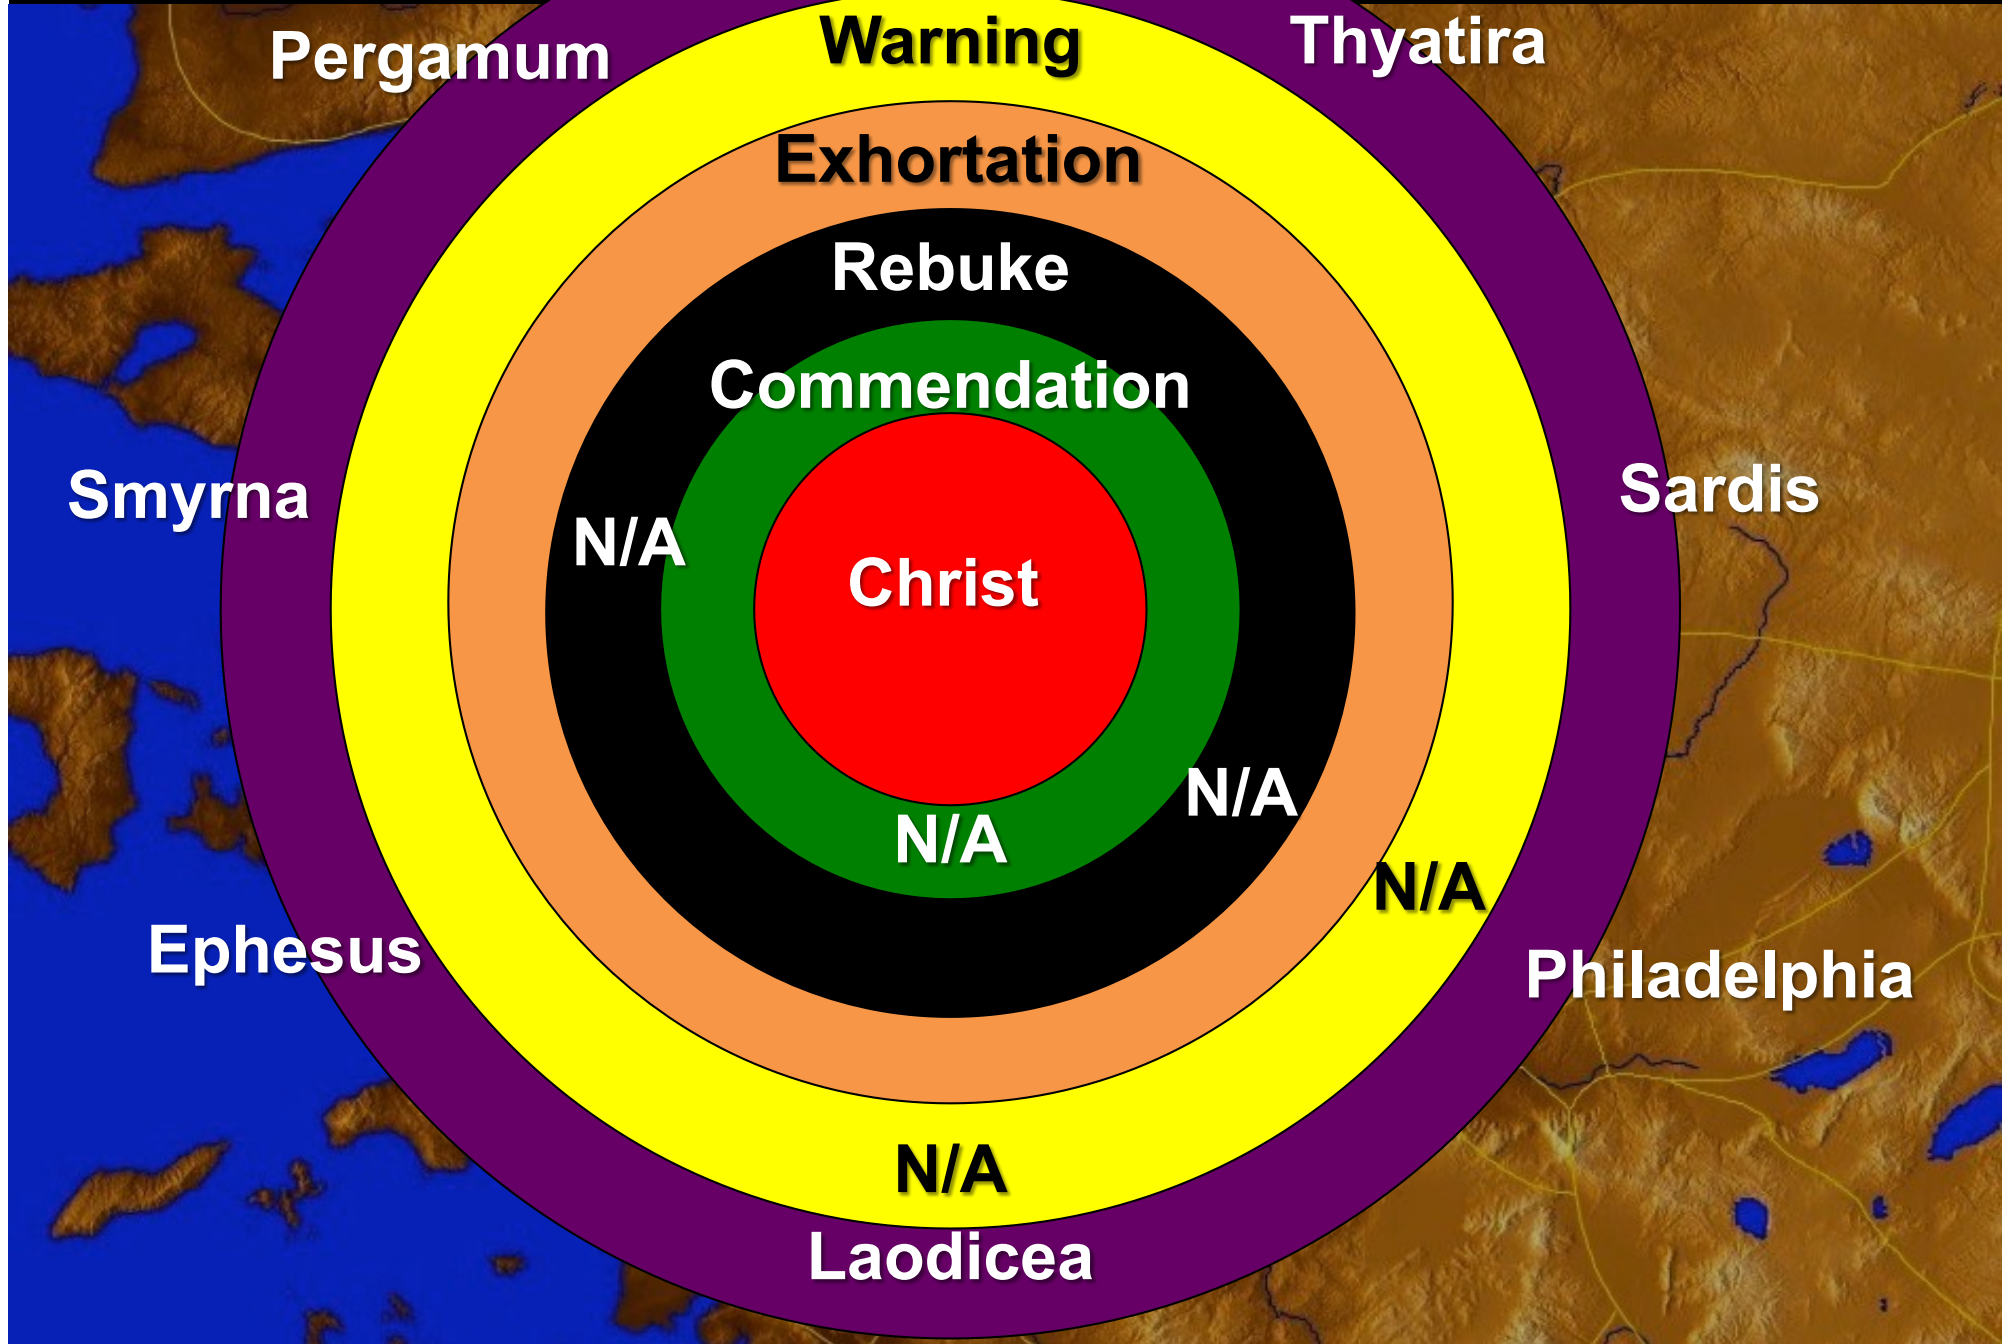 Warning
Pergamum
Thyatira
Exhortation
Rebuke
Commendation
Smyrna
Sardis
N/A
Christ
N/A
N/A
N/A
Ephesus
Philadelphia
N/A
Laodicea